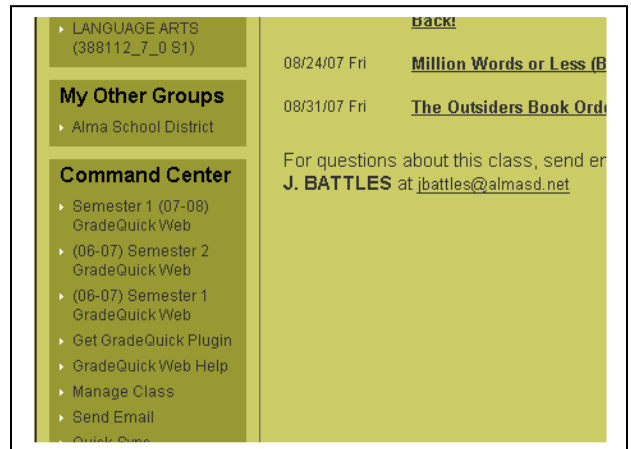 LANGUAGE ARTS
(388112_7_0 S1)
My Other Groups
Alma School District
Command Center
Semester 1 (07-08)
GradeQuick Web
(06-07) Semester 2
GradeQuick Web
(06-07) Semester 1
GradeQuick Web
Get GradeQuick Plugin
GradeQuick Web Help
Manage Class
Send Email
Quick Sync
Back!
08/24/07 Fri Million Words or Less (B
08/31/07 Fri The Outsiders Book Orde
For questions about this class, send em
J. BATTLES at jbattles@almasd.net